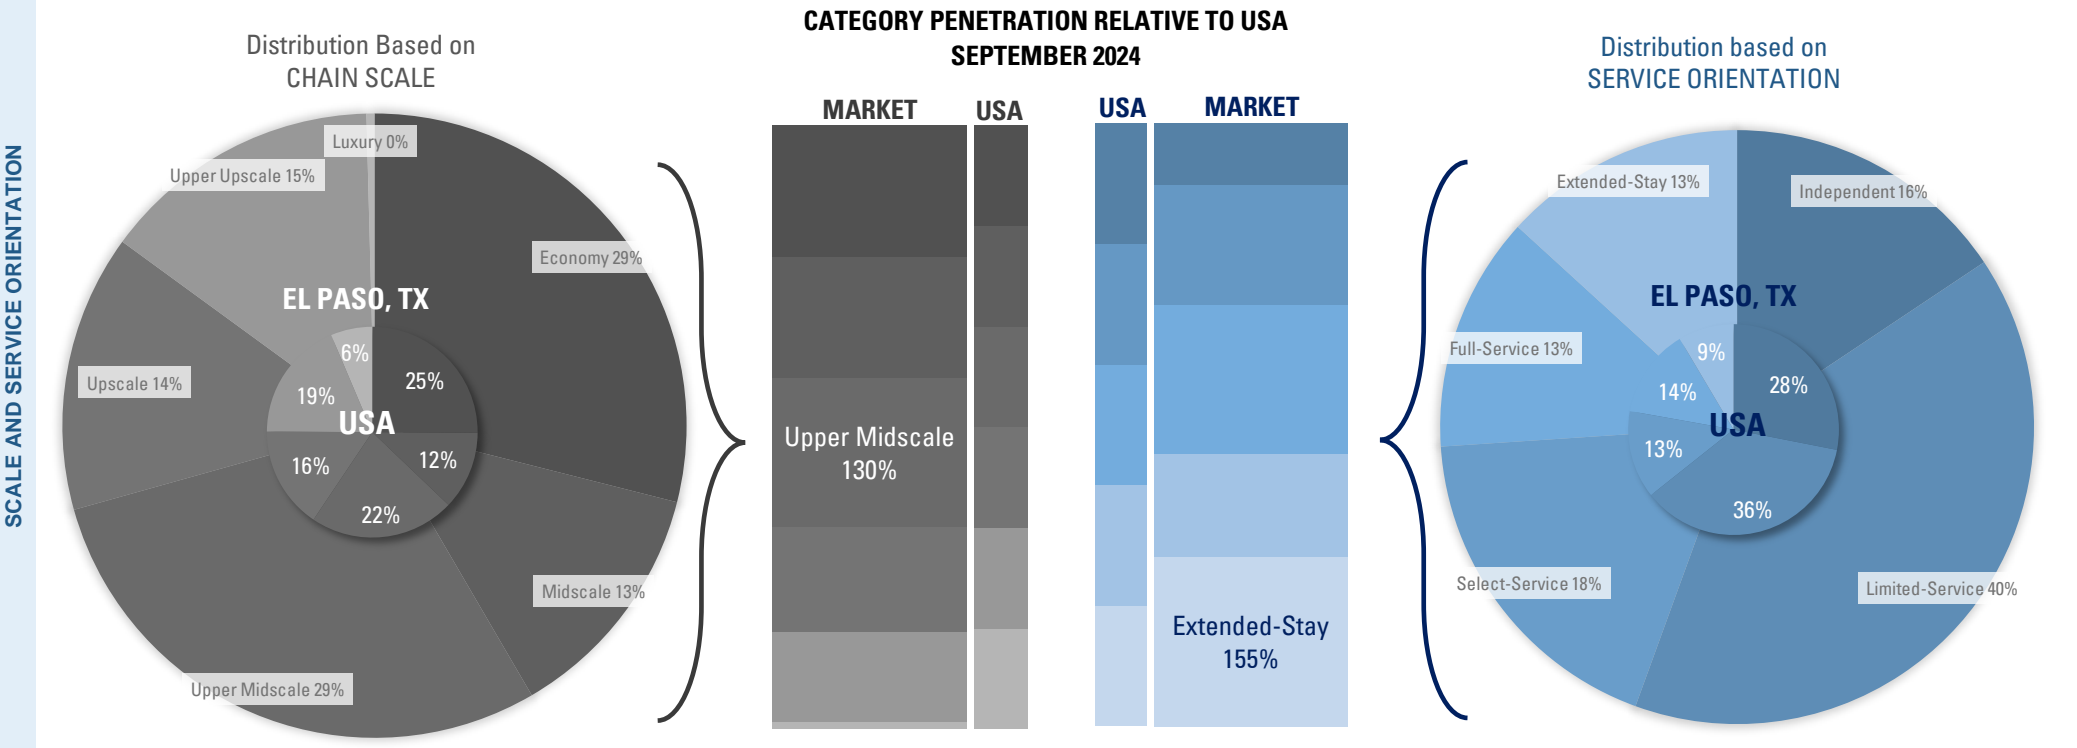 SCALE AND SERVICE ORIENTATION
Distribution Based on
CHAIN SCALE
Luxury 0%
Upper Upscale 15%
Economy 29%
EL PASO, TX
6%
25%
Upscale 14%
19%
USA
16%
12%
22%
Midscale 13%
Upper Midscale 29%
CATEGORY PENETRATION RELATIVE TO USA
SEPTEMBER 2024
MARKET
USA
USA
MARKET
Upper Midscale
130%
Extended-Stay
155%
Distribution based on
SERVICE ORIENTATION
Extended-Stay 13%
Independent 16%
EL PASO, TX
Full-Service 13%
9%
28%
14%
USA
13%
36%
Select-Service 18%
Limited-Service 40%